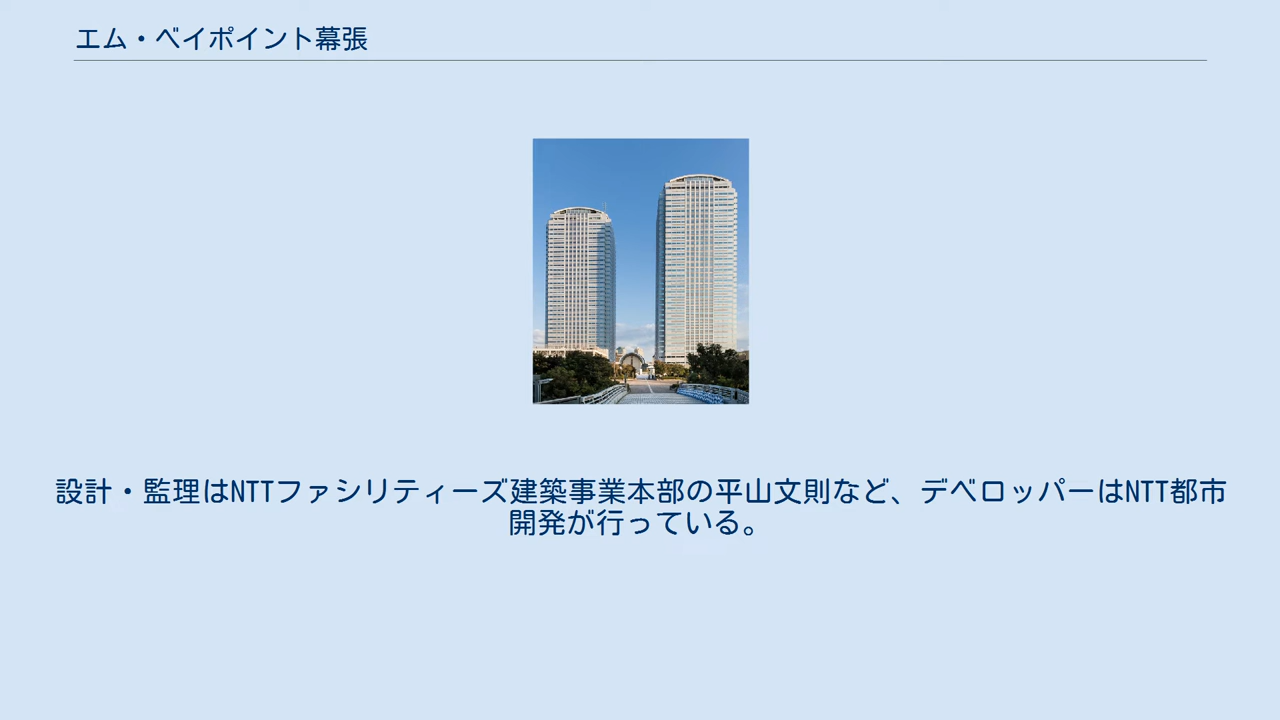 エム・ベイポイント幕張
設計・監理はNTTファシリティーズ建築事業本部の平山文則など、デベロッパーはNTT都市
開発が行っている。